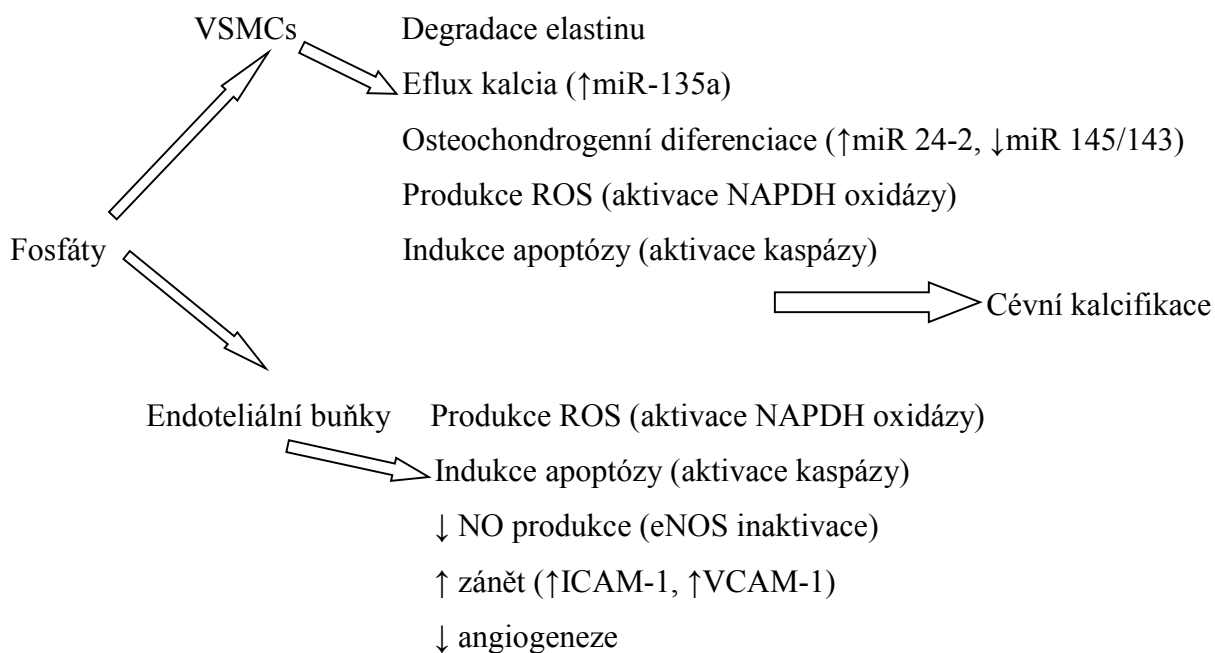 VSMCs Degradace elastinu
Eflux kalcia (↑miR-135a)
Osteochondrogenní diferenciace (↑miR 24-2, ↓miR 145/143)
Produkce ROS (aktivace NAPDH oxidázy)
Fosfáty Indukce apoptózy (aktivace kaspázy)
Cévní kalcifikace
Endoteliální buňky Produkce ROS (aktivace NAPDH oxidázy)
Indukce apoptózy (aktivace kaspázy)
↓ NO produkce (eNOS inaktivace)
↑ zánět (↑ICAM-1, ↑VCAM-1)
↓ angiogeneze